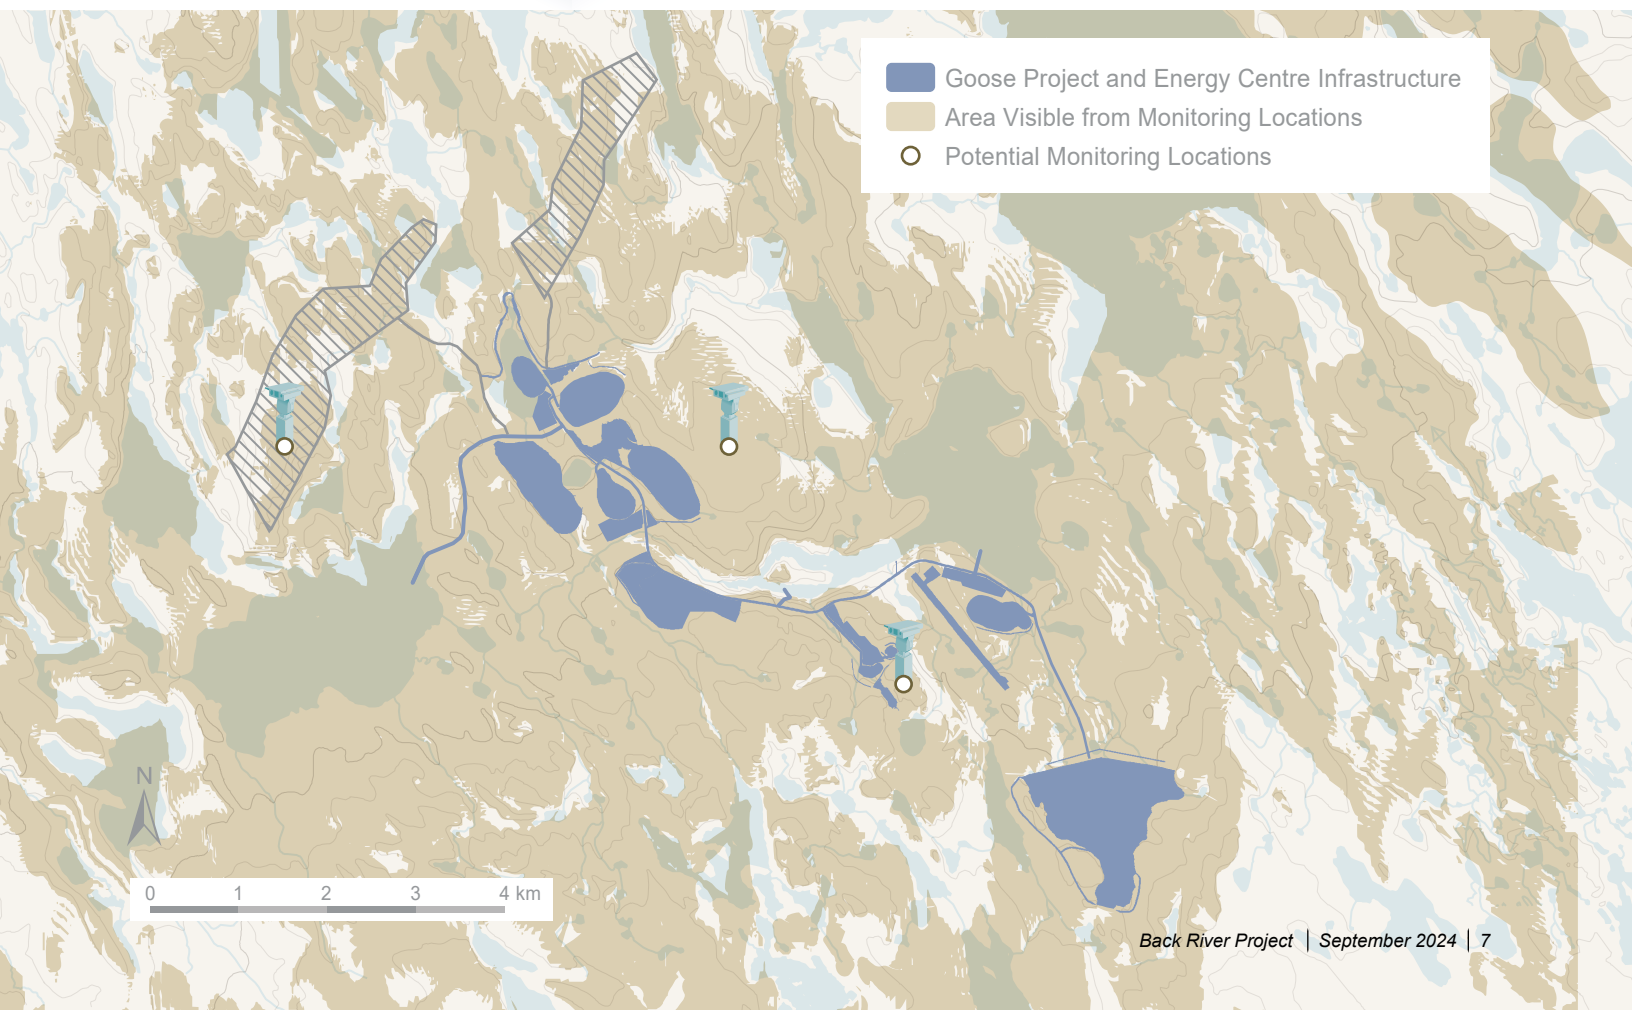 Goose Project and Energy Centre Infrastructure
Area Visible from Monitoring Locations
Potential Monitoring Locations
N
0 1 2 3 4 km
Back River Project | September 2024 | 7